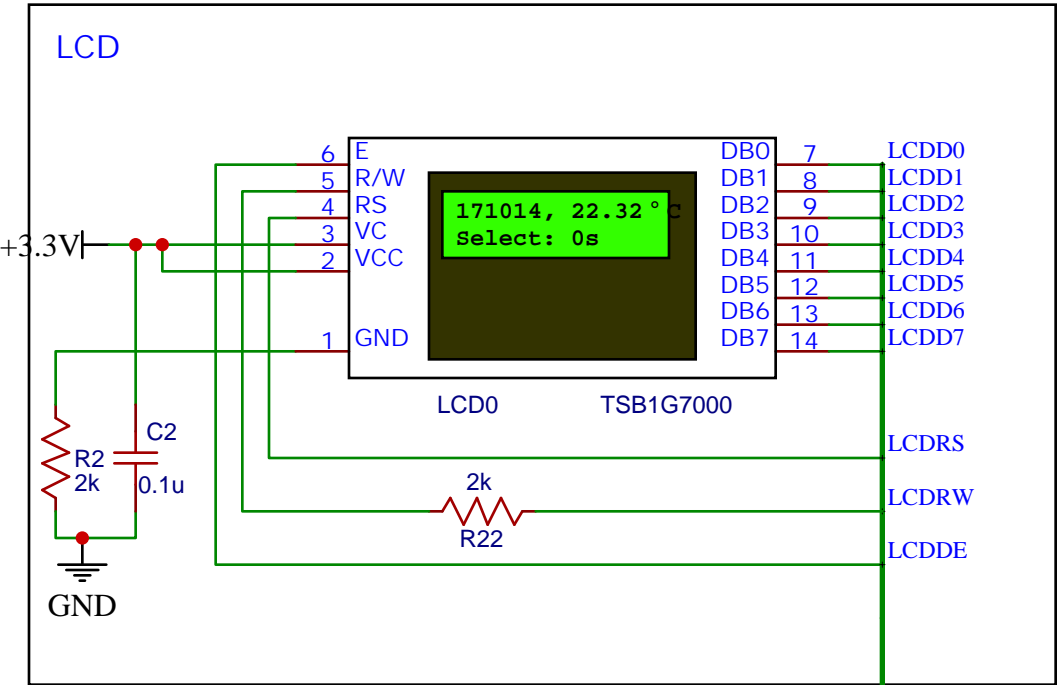 LCD
6 E DB0 7 LCDD0
5 R/W DB1 8 LCDD1
4 RS DB2 9 LCDD2
171014, 22.32°C
+3.3V 3 VC DB3 10 LCDD3
Select: 0s
2 VCC DB4 11 LCDD4
DB5 12 LCDD5
DB6 13 LCDD6
1 GND DB7 14 LCDD7
LCD0 TSB1G7000
C2 LCDRS
R2
2k 0.1u 2k LCDRW
R22
LCDDE
GND